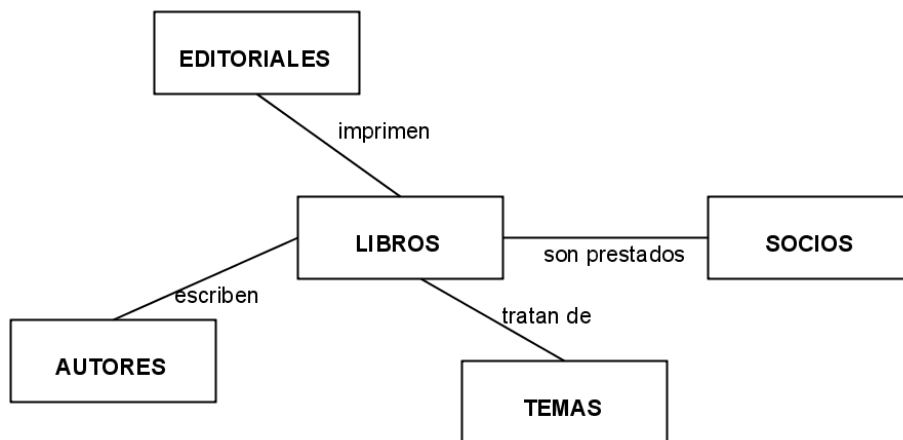 EDITORIALES
imprimen
LIBROS
son prestados
SOCIOS
escriben
tratan de
AUTORES
TEMAS